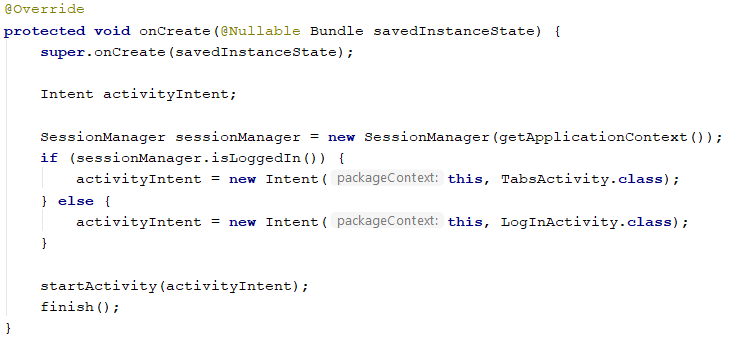 @Override
protected void onCreate(@Nullable Bundle savedInstanceState) {
    super.onCreate(savedInstanceState);

    Intent activityIntent;

    SessionManager sessionManager = new SessionManager(getApplicationContext());
    if (sessionManager.isLoggedIn()) {
        activityIntent = new Intent( packageContext: this, TabsActivity.class);
    } else {
        activityIntent = new Intent( packageContext: this, LogInActivity.class);
    }

    startActivity(activityIntent);
    finish();
}